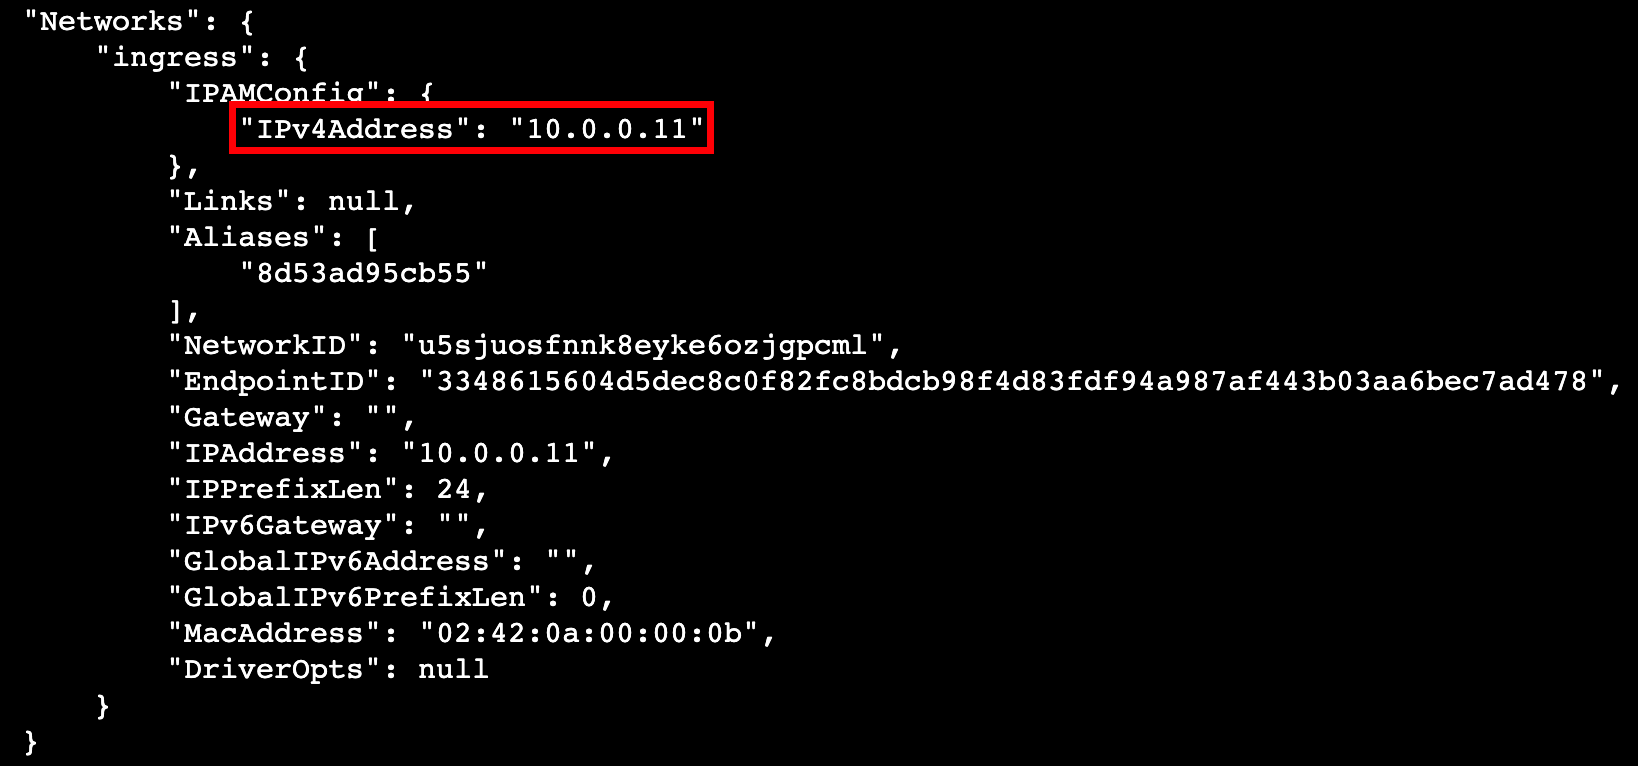 "Networks": {
"ingress": {
"IPAMConfig": {
"IPv4Address": "10.0.0.11"
},
"Links": null,
"Aliases": [
"8d53ad95cb55"
],
"NetworkID": "u5sjuosfnnk8eyke6ozjgpcml",
"EndpointID": "3348615604d5dec8c0f82fc8bdcb98f4d83fdf94a987af443b03aa6bec7ad478",
"Gateway": "",
"IPAddress": "10.0.0.11",
"IPPrefixLen": 24,
"IPv6Gateway": "",
"GlobalIPv6Address": "",
"GlobalIPv6PrefixLen": 0,
"MacAddress": "02:42:0a:00:00:0b",
"DriverOpts": null
}
}